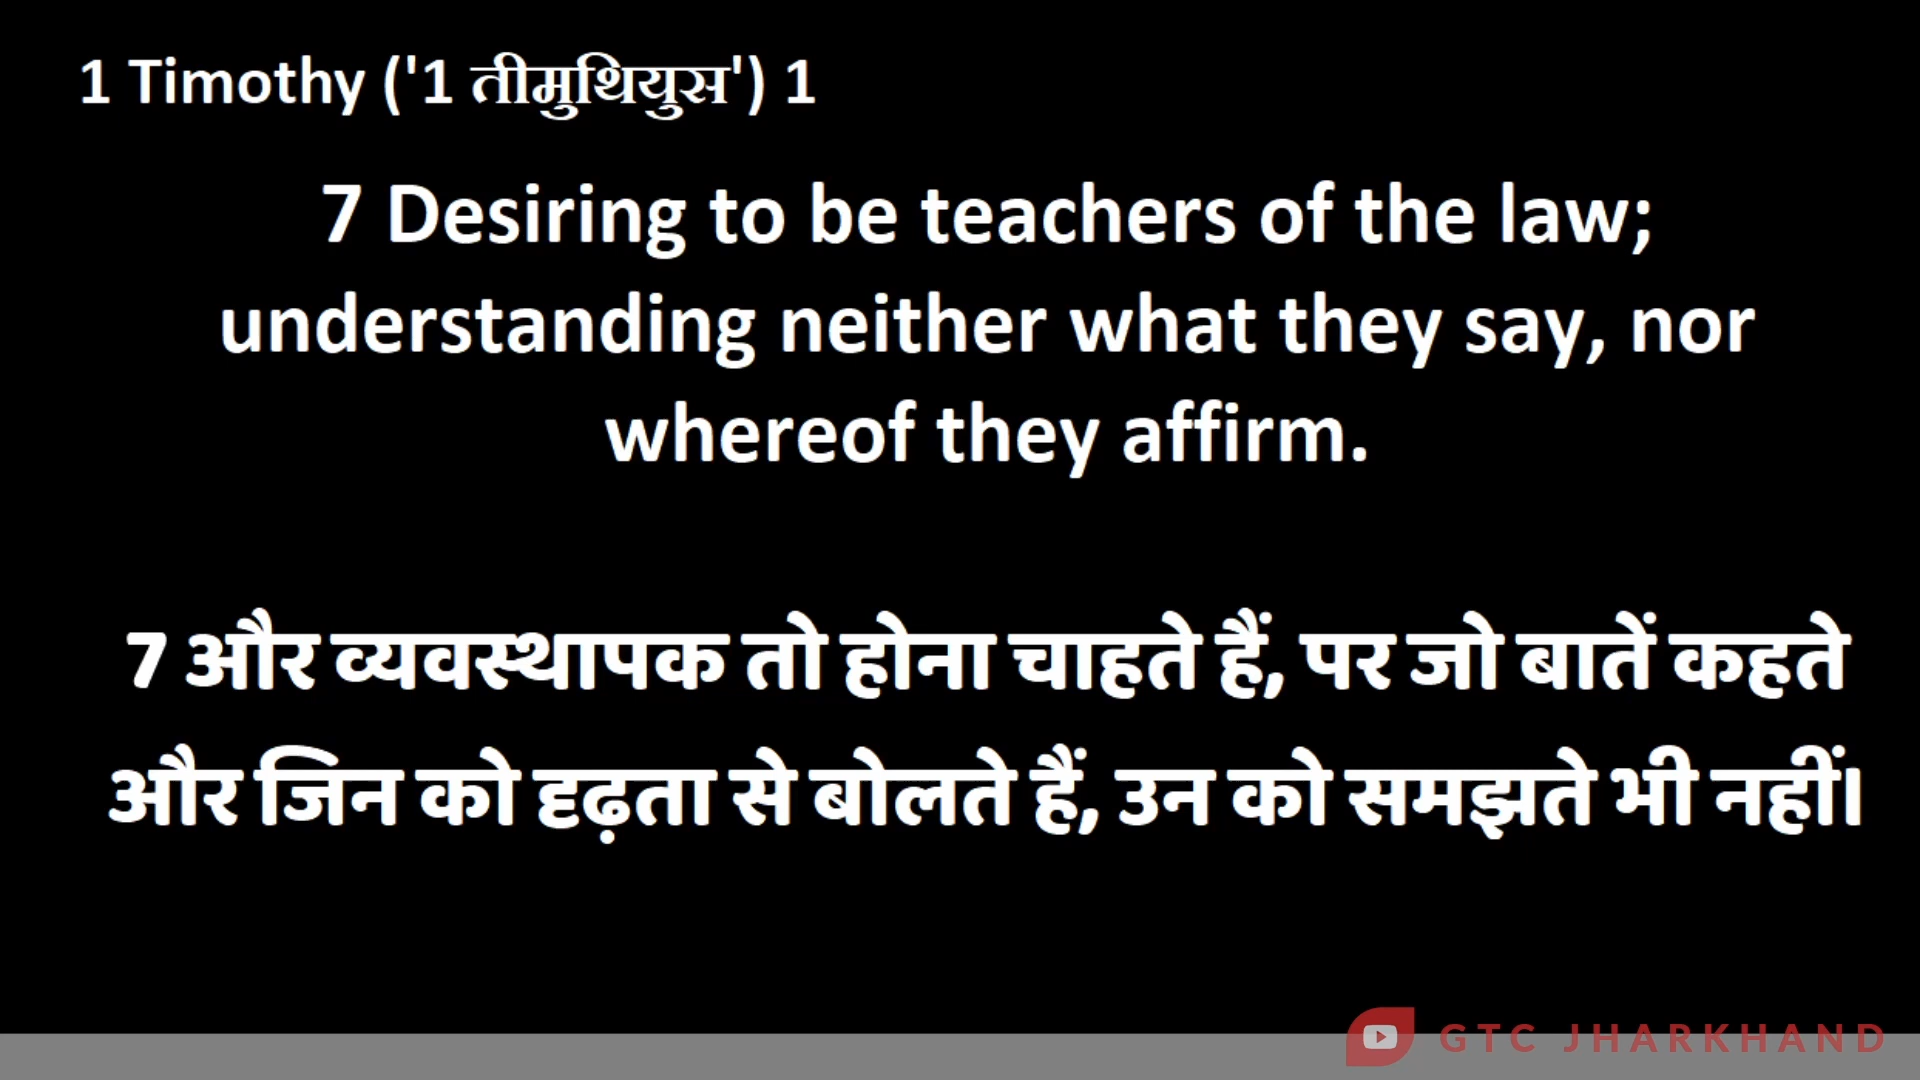 1 Timothy ('1 तीमुथियुस') 1
7 Desiring to be teachers of the law;
understanding neither what they say, nor
whereof they affirm.
7 और व्यवस्थापक तो होना चाहते हैं, पर जो बातें कहते
और जिन को दृढ़ता से बोलते हैं, उन को समझते भी नहीं।
GTC JHARKHAND